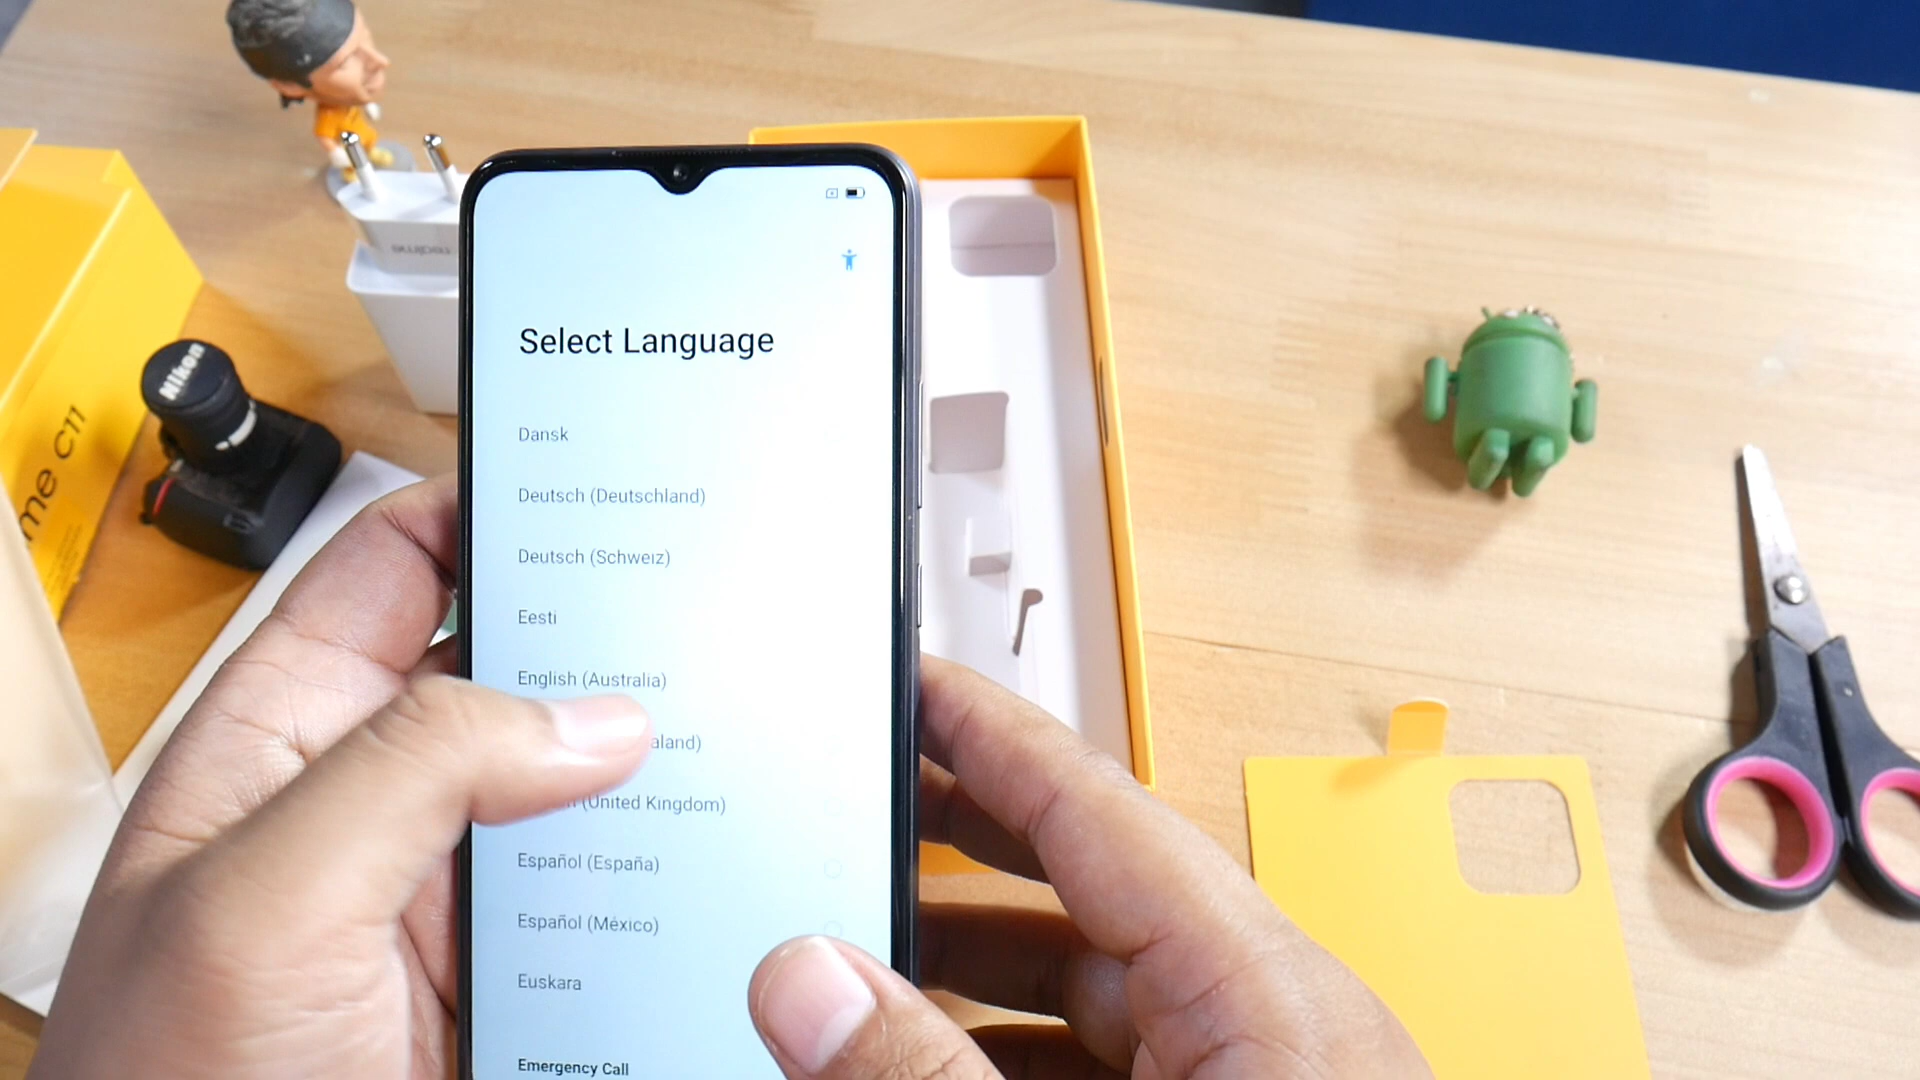 Select Language
Dansk
Deutsch (Deutschland)
Deutsch (Schweiz)
Eesti
English (Australia)
aland)
(United Kingdom)
Español (España)
Español (México)
Euskara
Emergency Call
realme
Nikon
me C11